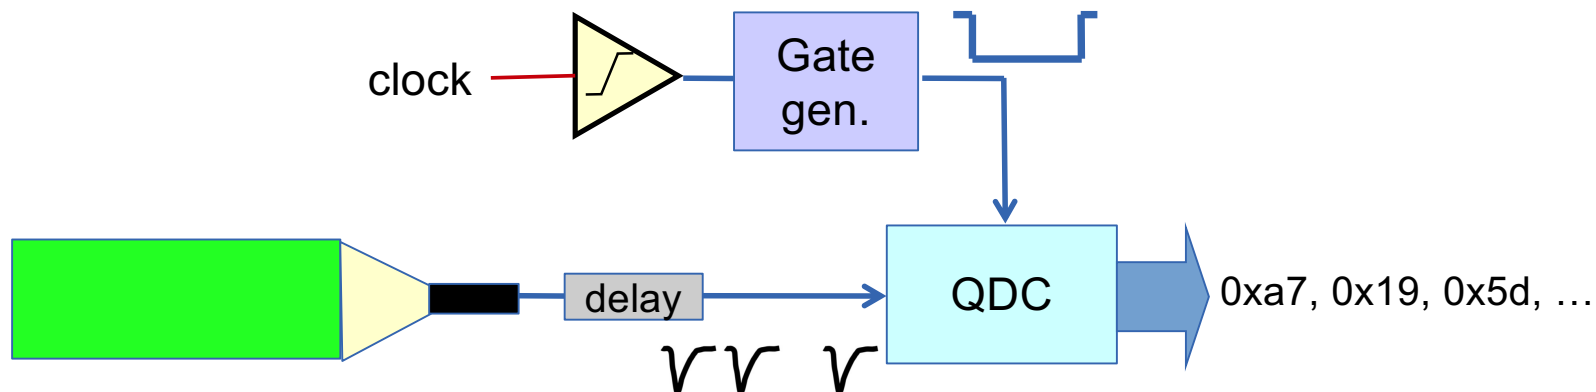 clock
Gate
gen.
delay
QDC
0xa7, 0x19, 0x5d, …